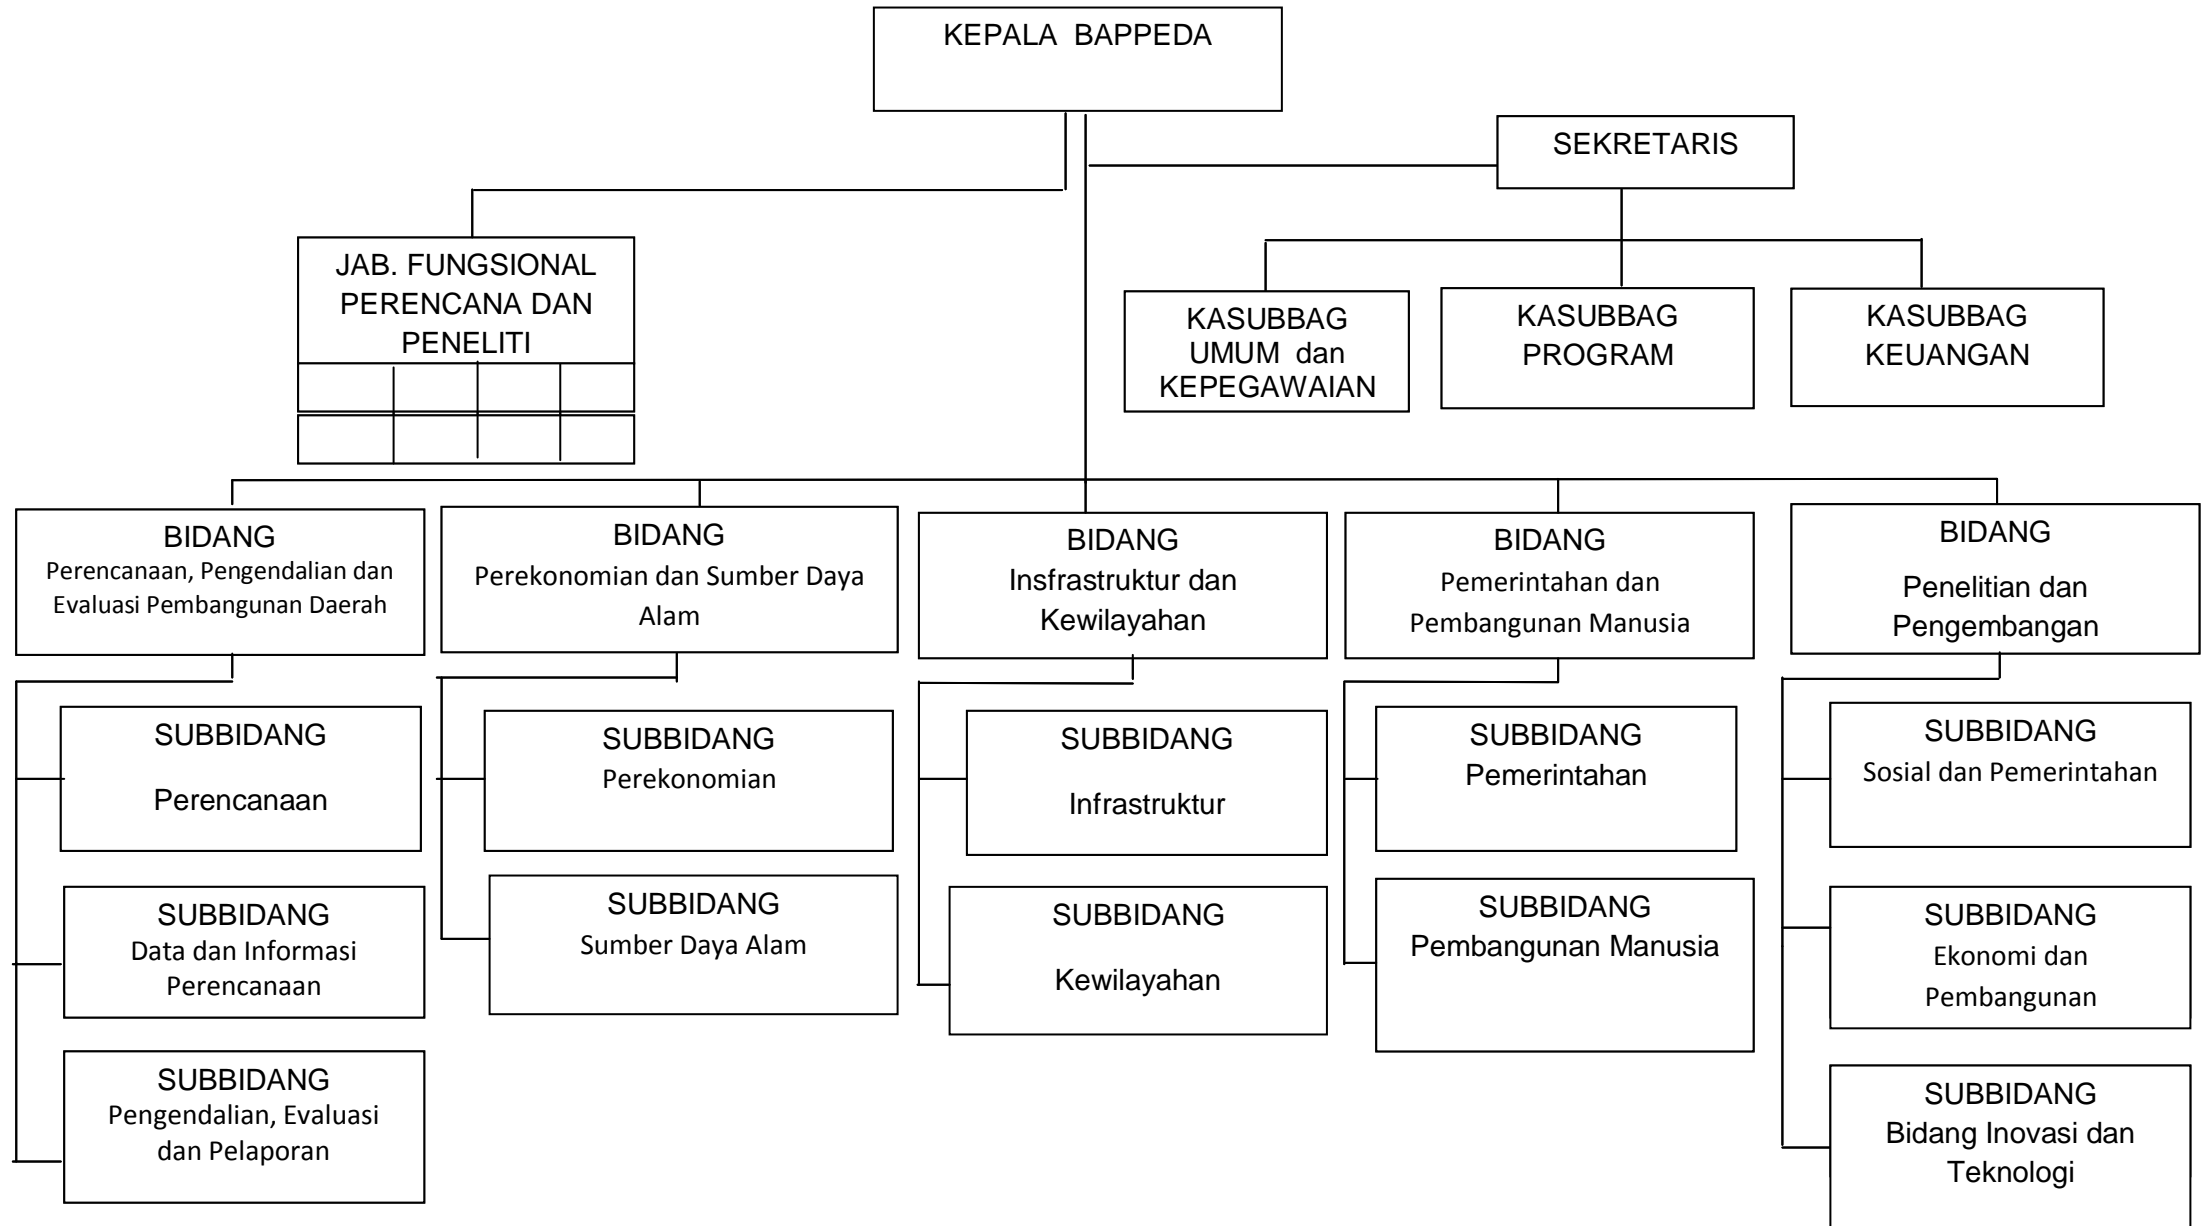 KEPALA BAPPEDA
SEKRETARIS
JAB. FUNGSIONAL
PERENCANA DAN
PENELITI
KASUBBAG
UMUM dan
KEPEGAWAIAN
KASUBBAG
PROGRAM
KASUBBAG
KEUANGAN
BIDANG
Perencanaan, Pengendalian dan
Evaluasi Pembangunan Daerah
BIDANG
Perekonomian dan Sumber Daya
Alam
BIDANG
Insfrastruktur dan
Kewilayahan
BIDANG
Pemerintahan dan
Pembangunan Manusia
BIDANG
Penelitian dan
Pengembangan
SUBBIDANG
Perencanaan
SUBBIDANG
Perekonomian
SUBBIDANG
Infrastruktur
SUBBIDANG
Pemerintahan
SUBBIDANG
Sosial dan Pemerintahan
SUBBIDANG
Data dan Informasi
Perencanaan
SUBBIDANG
Sumber Daya Alam
SUBBIDANG
Kewilayahan
SUBBIDANG
Pembangunan Manusia
SUBBIDANG
Ekonomi dan
Pembangunan
SUBBIDANG
Pengendalian, Evaluasi
dan Pelaporan
SUBBIDANG
Bidang Inovasi dan
Teknologi